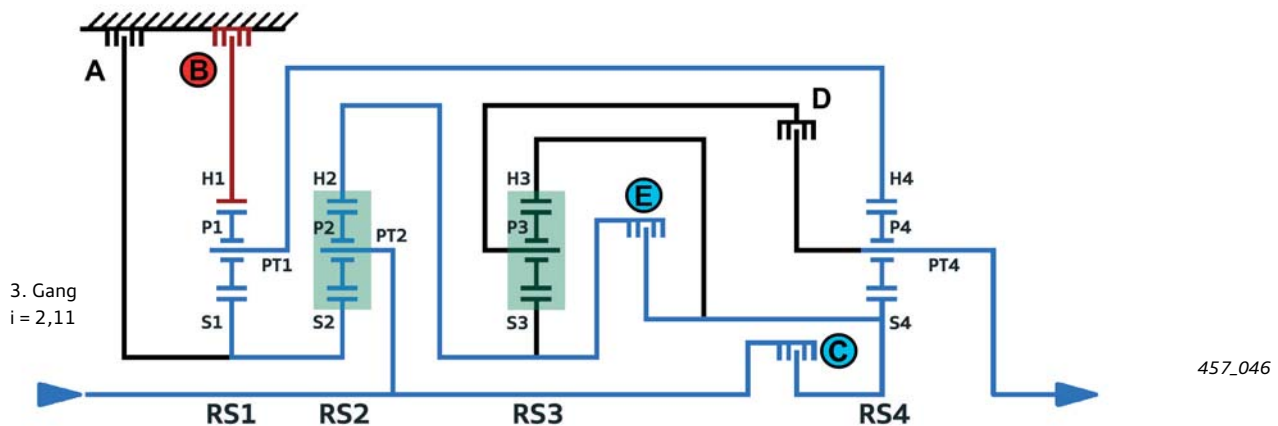 A
B
D
H1
H2
H3
E
H4
P1
P2
PT2
P3
P4
PT1
PT4
3. Gang
i = 2,11
S1
S2
S3
S4
C
457_046
RS1
RS2
RS3
RS4